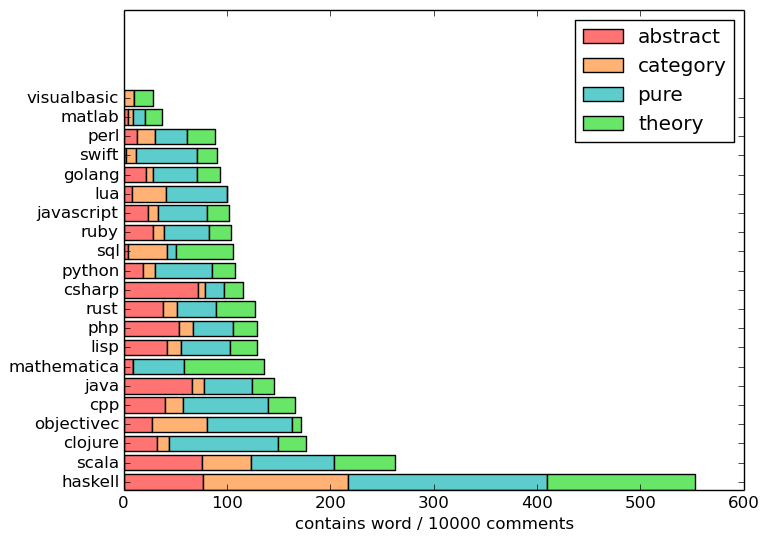 abstract
category
pure
theory
visualbasic
matlab
perl
swift
golang
lua
javascript
ruby
sql
python
csharp
rust
php
lisp
mathematica
java
cpp
objectivec
clojure
scala
haskell
0 100 200 300 400 500 600
contains word / 10000 comments